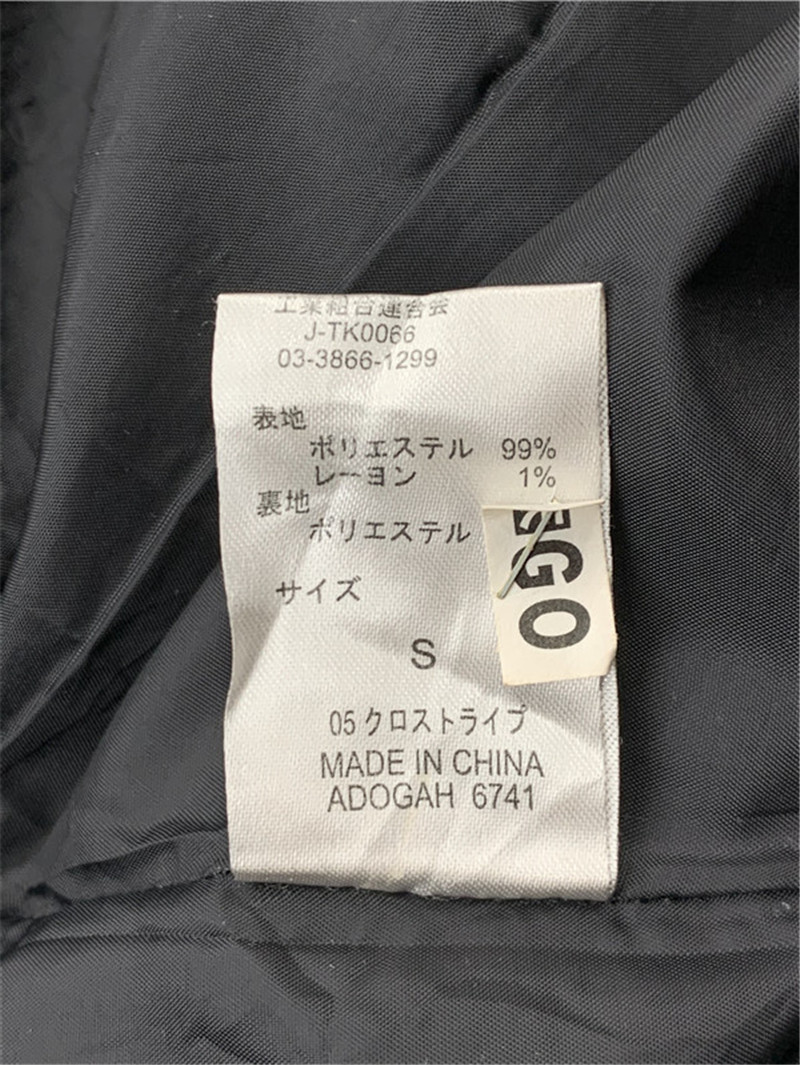 工業組合連合会
J-TK0066
03-3866-1299
表地
ポリエステル 99%
レーヨン 1%
裏地
ポリエステル
サイズ
S
05 クロストライプ
MADE IN CHINA
ADOGAH 6741
GO